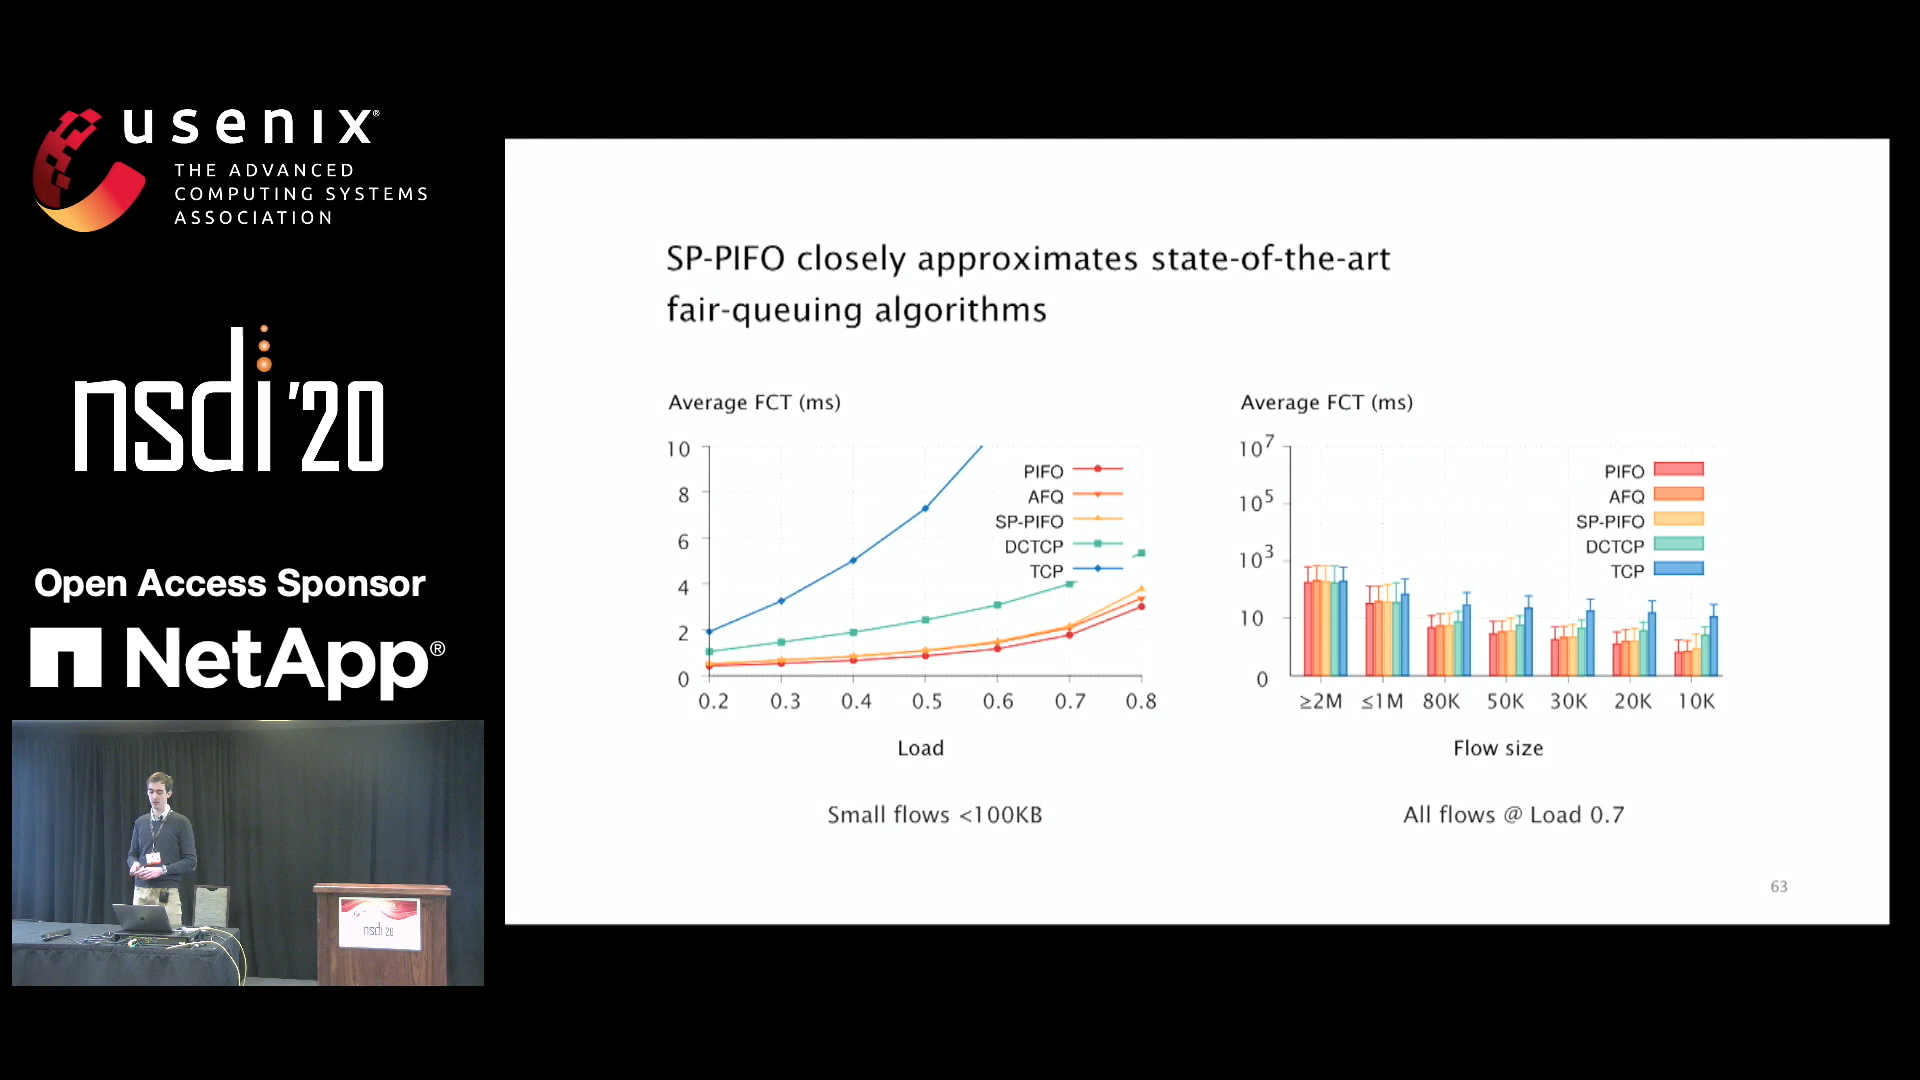 usenix®
THE ADVANCED
COMPUTING SYSTEMS
ASSOCIATION
nsdi '20
Open Access Sponsor
NetApp®
nsdi '20
SP-PIFO closely approximates state-of-the-art
fair-queuing algorithms
Average FCT (ms)
10
8
6
4
2
0
0.2 0.3 0.4 0.5 0.6 0.7 0.8
PIFO
AFQ
SP-PIFO
DCTCP
TCP
Load
Small flows <100KB
Average FCT (ms)
10⁷
10⁵
10³
10
0
≥2M ≤1M 80K 50K 30K 20K 10K
PIFO
AFQ
SP-PIFO
DCTCP
TCP
Flow size
All flows @ Load 0.7
63